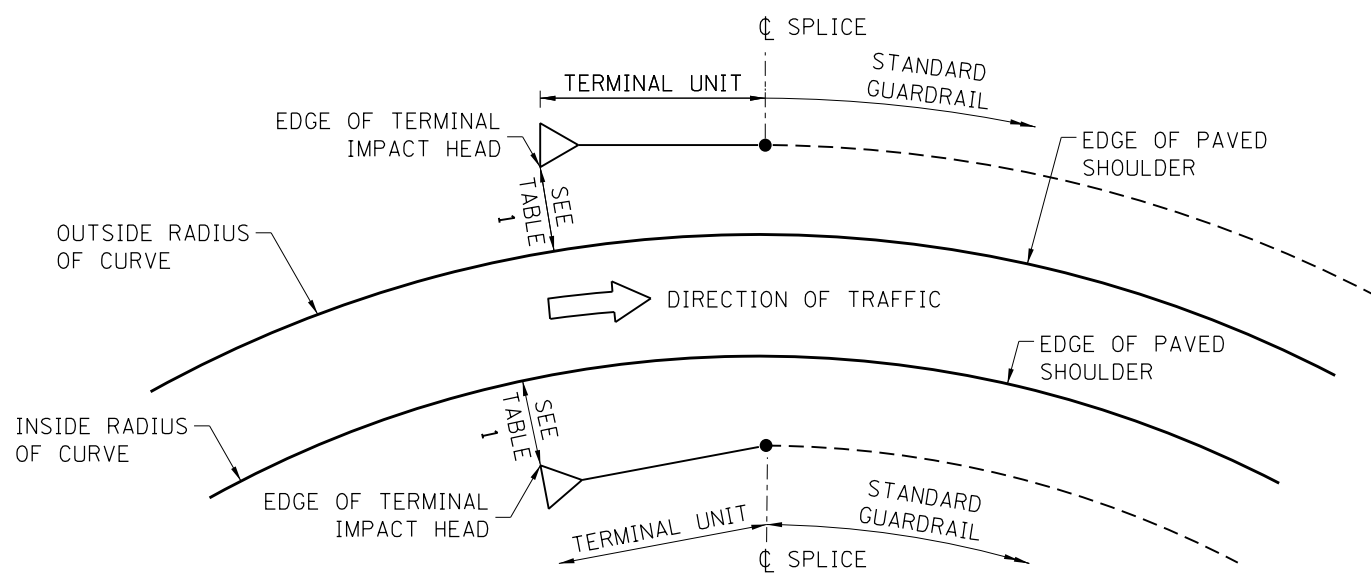 ℄ SPLICE
TERMINAL UNIT
STANDARD
GUARDRAIL
EDGE OF TERMINAL
IMPACT HEAD
EDGE OF PAVED
SHOULDER
SEE
TABLE
1
OUTSIDE RADIUS
OF CURVE
DIRECTION OF TRAFFIC
EDGE OF PAVED
SHOULDER
SEE
TABLE
1
INSIDE RADIUS
OF CURVE
EDGE OF TERMINAL
IMPACT HEAD
TERMINAL UNIT
STANDARD
GUARDRAIL
℄ SPLICE